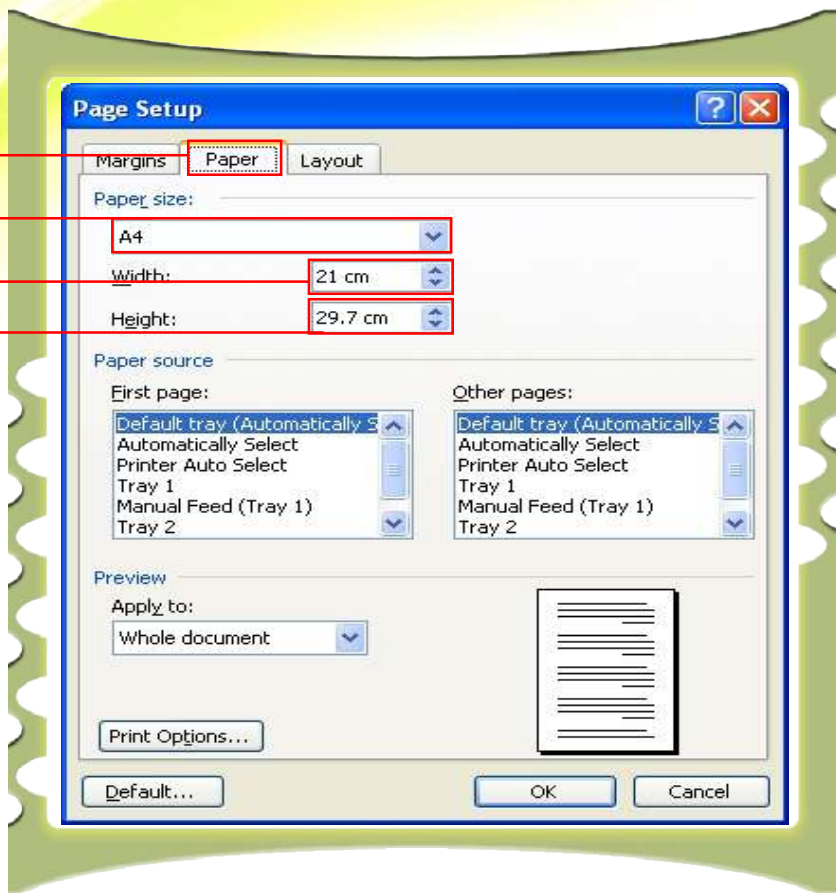 Page Setup
Margins Paper Layout
Paper size:
A4
Width: 21 cm
Height: 29.7 cm
Paper source
First page: Other pages:
Default tray (Automatically S Default tray (Automatically S
Automatically Select Automatically Select
Printer Auto Select Printer Auto Select
Tray 1 Tray 1
Manual Feed (Tray 1) Manual Feed (Tray 1)
Tray 2 Tray 2
Preview
Apply to:
Whole document
Print Options...
Default... OK Cancel